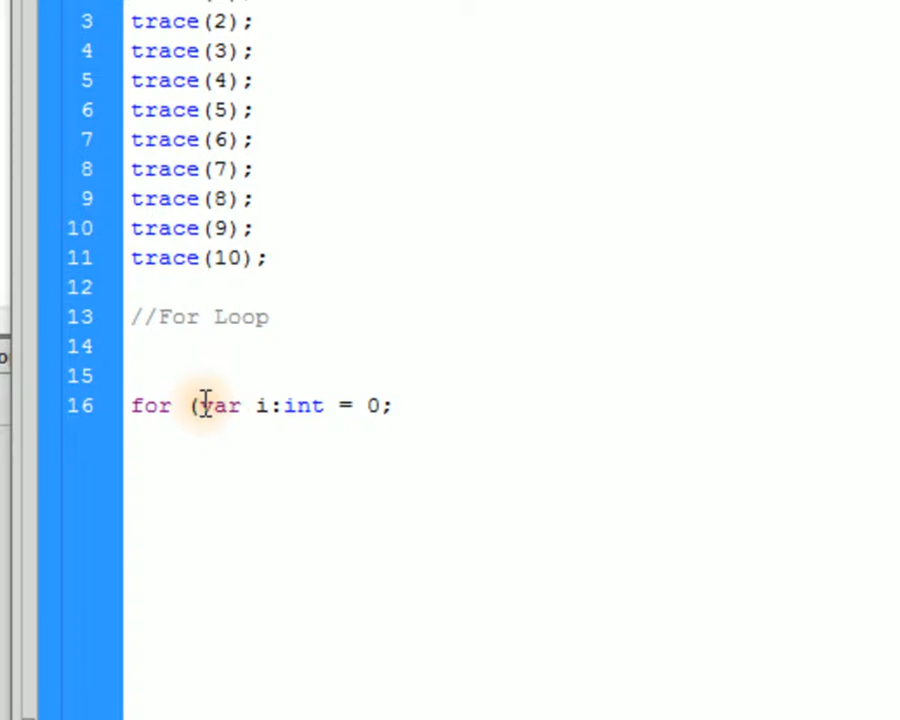 3 trace(2);
4 trace(3);
5 trace(4);
6 trace(5);
7 trace(6);
8 trace(7);
9 trace(8);
10 trace(9);
11 trace(10);
12
13 //For Loop
14
15
16 for (var i:int = 0;